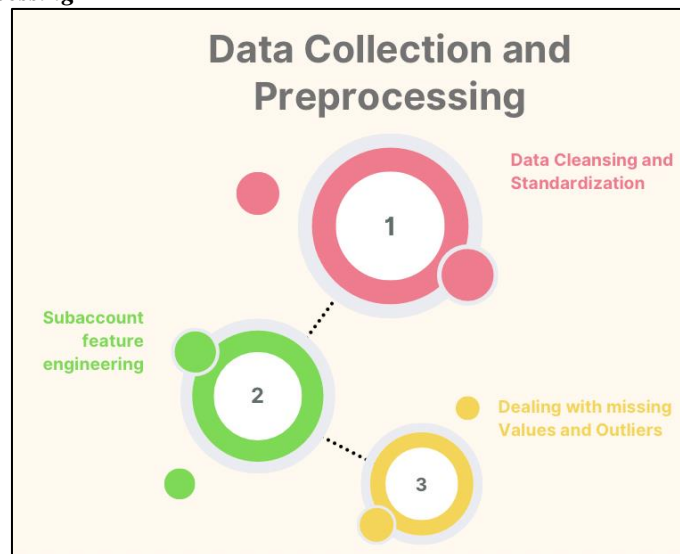 Data Collection and
Preprocessing
1
Data Cleansing and
Standardization
Subaccount
feature
engineering
2
Dealing with missing
Values and Outliers
3